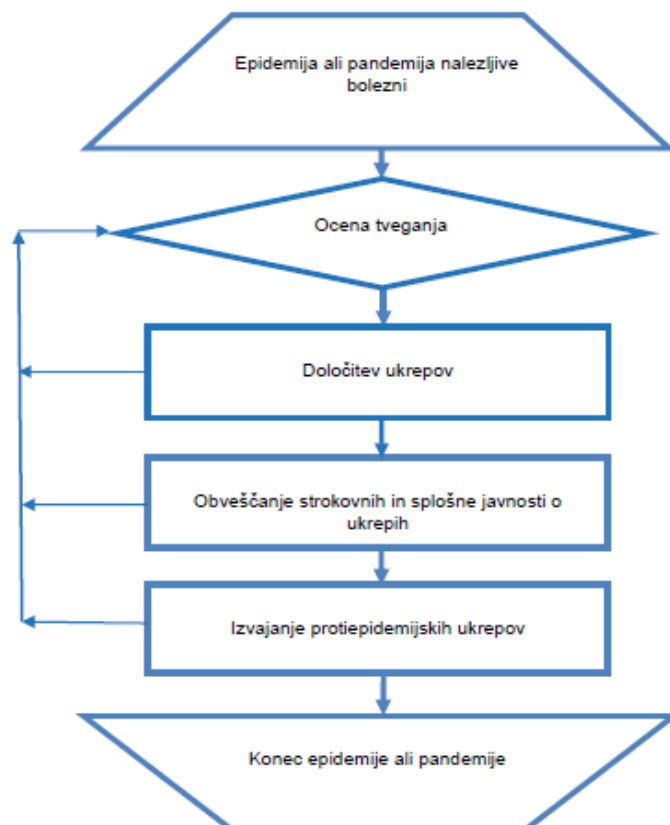 Epidemija ali pandemija nalezljive
bolezni
Ocena tveganja
Določitev ukrepov
Obveščanje strokovnih in splošne javnosti o
ukrepih
Izvajanje protiepidemijskih ukrepov
Konec epidemije ali pandemije